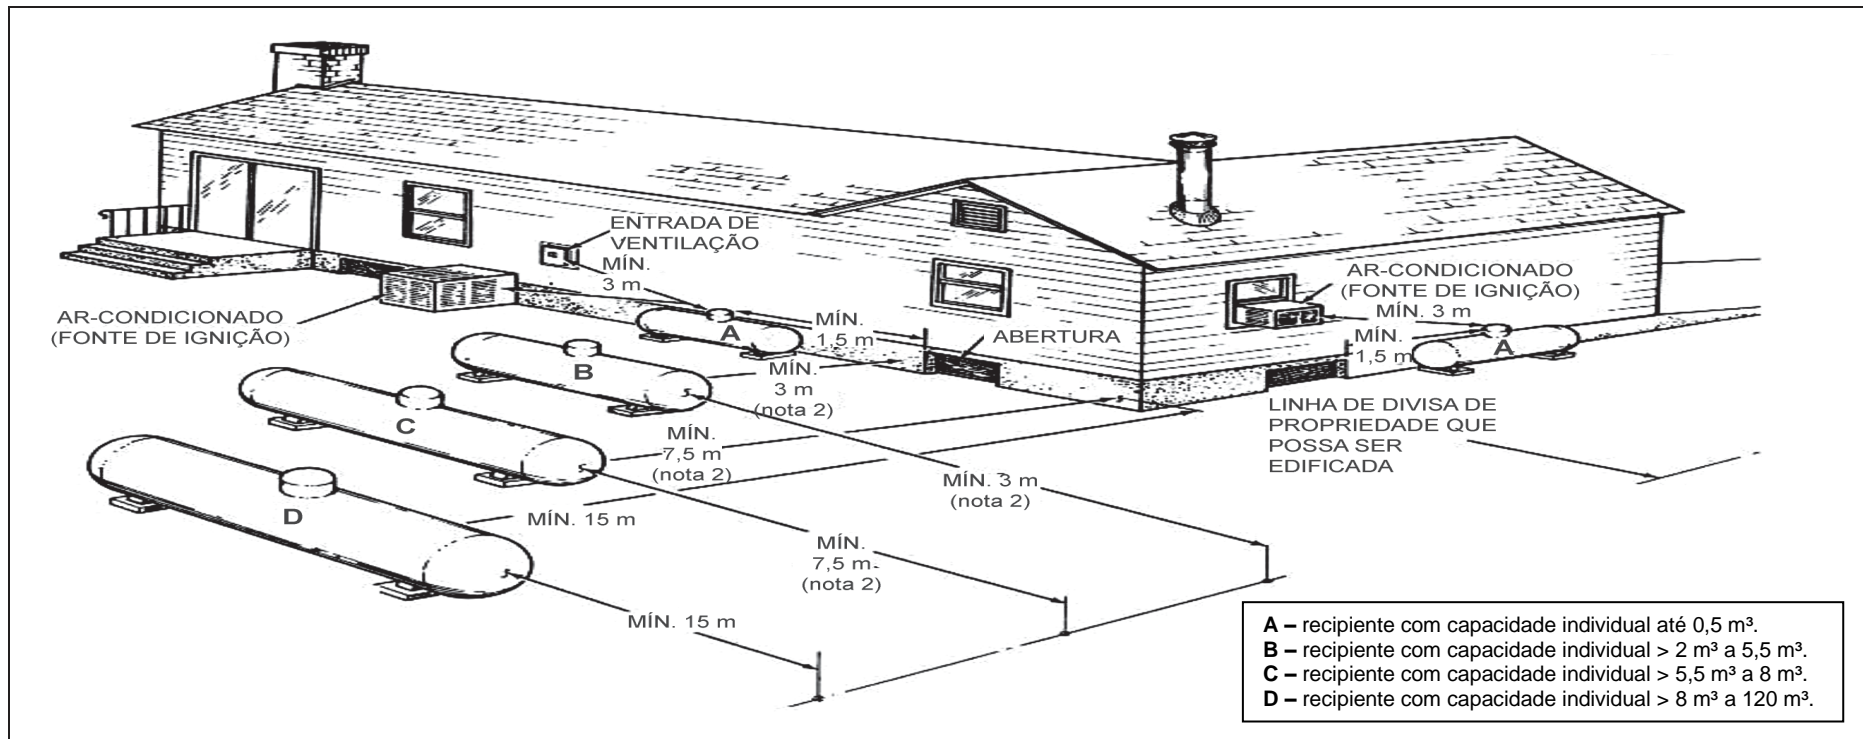 ENTRADA DE
VENTILAÇÃO
MÍN.
3 m
AR-CONDICIONADO
(FONTE DE IGNIÇÃO)
AR-CONDICIONADO
(FONTE DE IGNIÇÃO)
MÍN. 3 m
MÍN.
1,5 m
A
A
MÍN.
1,5 m
ABERTURA
B
MÍN.
3 m
(nota 2)
LINHA DE DIVISA DE
PROPRIEDADE QUE
POSSA SER
EDIFICADA
C
MÍN.
7,5 m
(nota 2)
MÍN. 3 m
(nota 2)
D
MÍN. 15 m
MÍN.
7,5 m
(nota 2)
MÍN. 15 m
A – recipiente com capacidade individual até 0,5 m³.
B – recipiente com capacidade individual > 2 m³ a 5,5 m³.
C – recipiente com capacidade individual > 5,5 m³ a 8 m³.
D – recipiente com capacidade individual > 8 m³ a 120 m³.